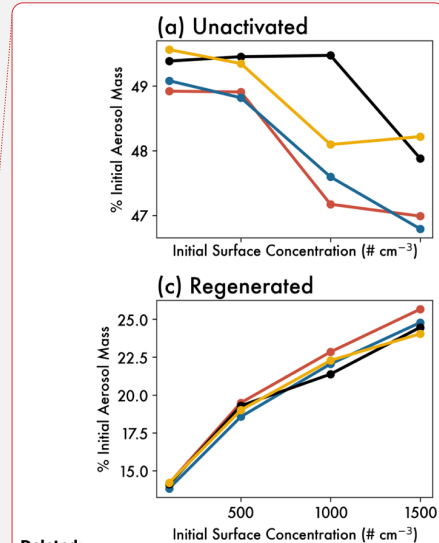 (a) Unactivated
% Initial Aerosol Mass
49
48
47
Initial Surface Concentration (# cm⁻³)
(c) Regenerated
% Initial Aerosol Mass
25.0
22.5
20.0
17.5
15.0
500 1000 1500
Initial Surface Concentration (# cm⁻³)
Deleted